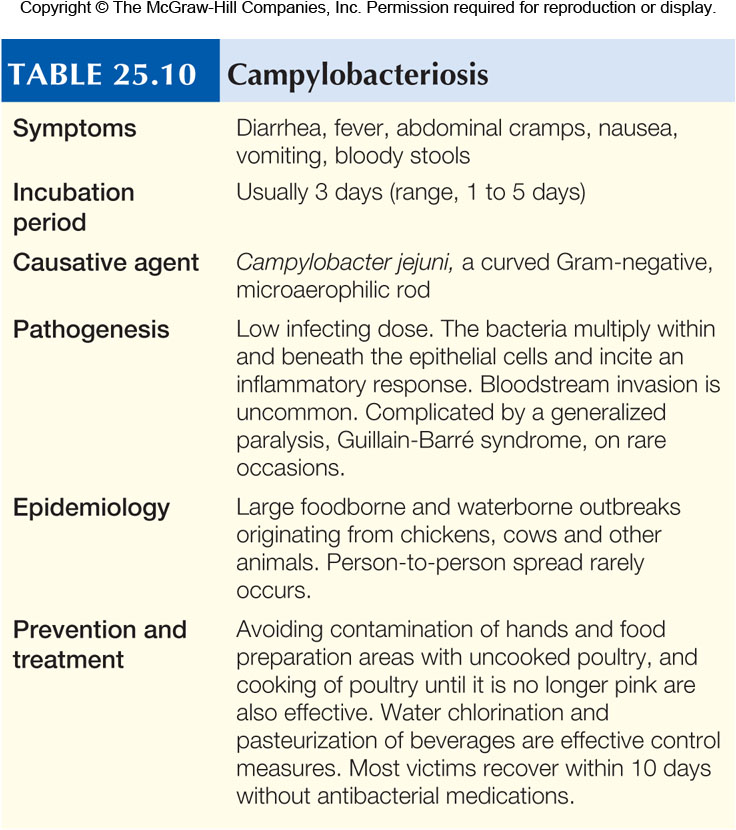 Copyright © The McGraw-Hill Companies, Inc. Permission required for reproduction or display.
TABLE 25.10 Campylobacteriosis
Symptoms Diarrhea, fever, abdominal cramps, nausea,
vomiting, bloody stools
Incubation Usually 3 days (range, 1 to 5 days)
period
Causative agent Campylobacter jejuni, a curved Gram-negative,
microaerophilic rod
Pathogenesis Low infecting dose. The bacteria multiply within
and beneath the epithelial cells and incite an
inflammatory response. Bloodstream invasion is
uncommon. Complicated by a generalized
paralysis, Guillain-Barré syndrome, on rare
occasions.
Epidemiology Large foodborne and waterborne outbreaks
originating from chickens, cows and other
animals. Person-to-person spread rarely
occurs.
Prevention and Avoiding contamination of hands and food
treatment preparation areas with uncooked poultry, and
cooking of poultry until it is no longer pink are
also effective. Water chlorination and
pasteurization of beverages are effective control
measures. Most victims recover within 10 days
without antibacterial medications.